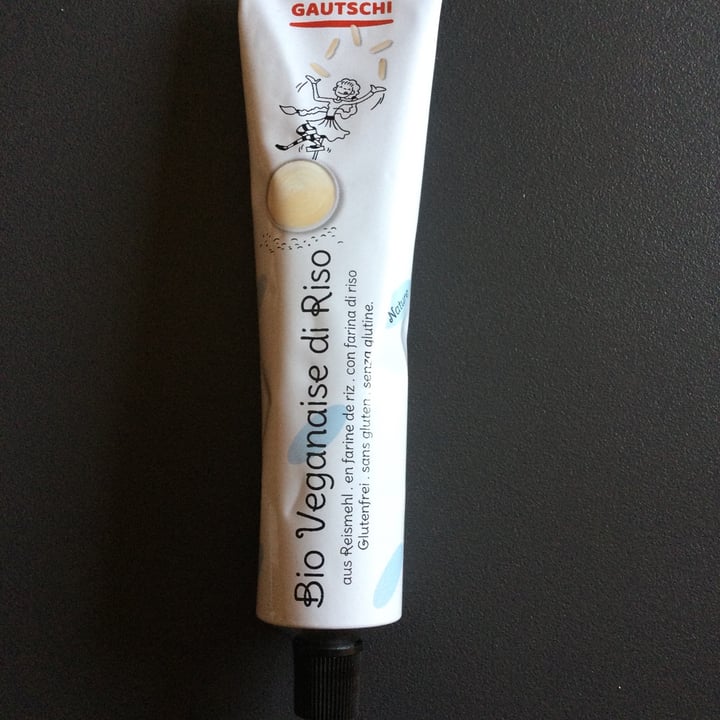 GAUTSCHI
Bio Veganaise di Riso
aus Reismehl . en farine de riz . con farina di riso
Glutenfrei . sans gluten . senza glutine.
Nature